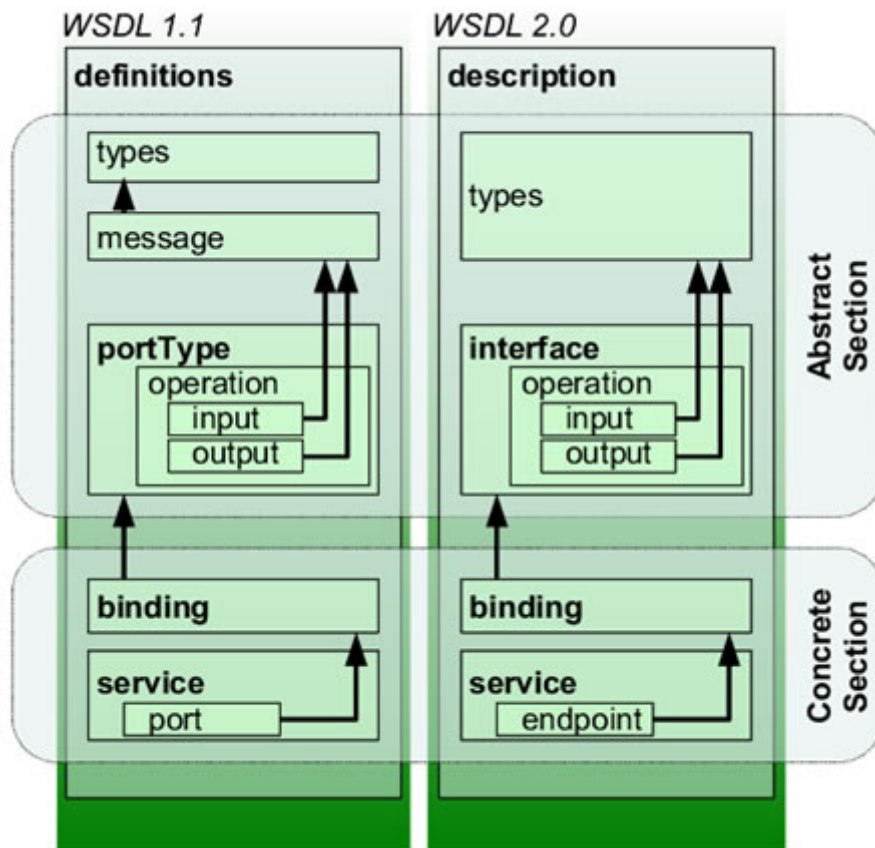 WSDL 1.1
definitions
types
message
portType
operation
input
output
binding
service
port
WSDL 2.0
description
types
interface
operation
input
output
binding
service
endpoint
Abstract
Section
Concrete
Section